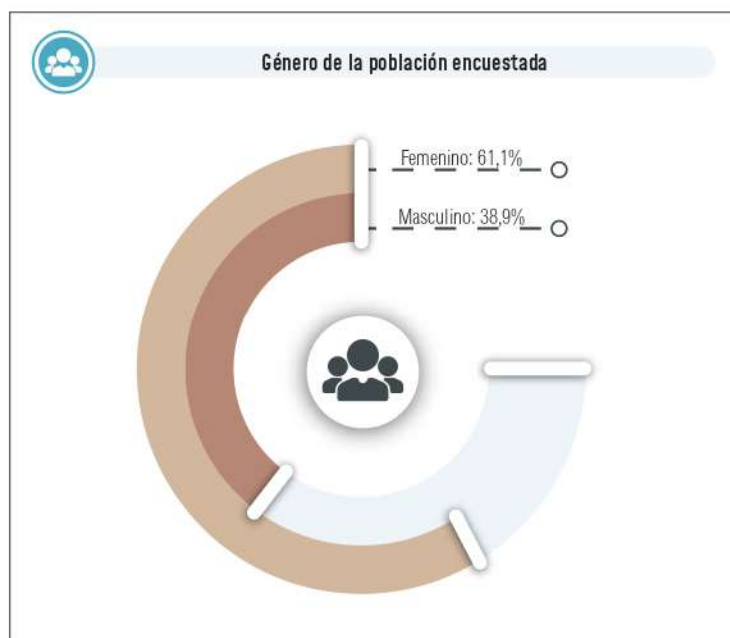 Género de la población encuestada
Femenino: 61,1%
Masculino: 38,9%